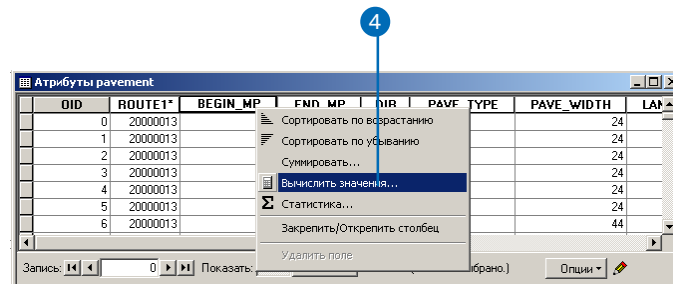 4
Атрибуты pavement
OID ROUTE1* BEGIN_MP END_MP DIR PAVE_TYPE PAVE_WIDTH LAN
0 20000013 24
1 20000013 24
2 20000013 24
3 20000013 24
4 20000013 24
5 20000013 24
6 20000013 44
Сортировать по возрастанию
Сортировать по убыванию
Суммировать...
Вычислить значения...
Σ Статистика...
Закрепить/Открепить столбец
Удалить поле
Запись: 0 Показать: брано.) Опции